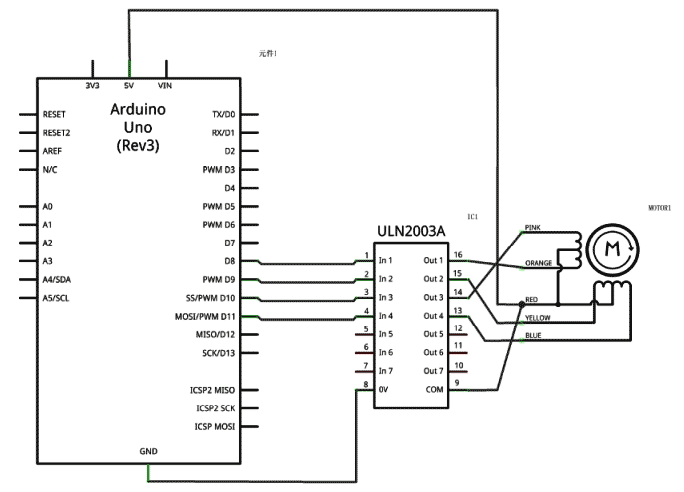 元件1
3V3 5V VIN
Arduino
Uno
(Rev3)
RESET
RESET2
AREF
N/C
A0
A1
A2
A3
A4/SDA
A5/SCL
TX/D0
RX/D1
D2
PWM D3
D4
PWM D5
PWM D6
D7
D8
PWM D9
SS/PWM D10
MOSI/PWM D11
MISO/D12
SCK/D13
ICSP2 MISO
ICSP2 SCK
ICSP MOSI
GND
IC1
ULN2003A
1 In 1 Out 1 16
2 In 2 Out 2 15
3 In 3 Out 3 14
4 In 4 Out 4 13
5 In 5 Out 5 12
6 In 6 Out 6 11
7 In 7 Out 7 10
8 0V COM 9
MOTOR1
PINK
ORANGE
RED
YELLOW
BLUE
M